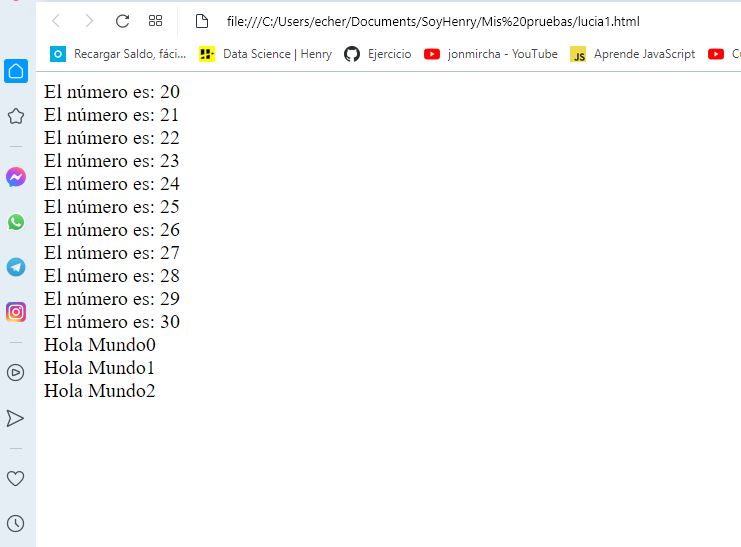 file:///C:/Users/echer/Documents/SoyHenry/Mis%20pruebas/lucia1.html
Recargar Saldo, fáci... Data Science | Henry Ejercicio jonmircha - YouTube JS Aprende JavaScript
El número es: 20
El número es: 21
El número es: 22
El número es: 23
El número es: 24
El número es: 25
El número es: 26
El número es: 27
El número es: 28
El número es: 29
El número es: 30
Hola Mundo0
Hola Mundo1
Hola Mundo2